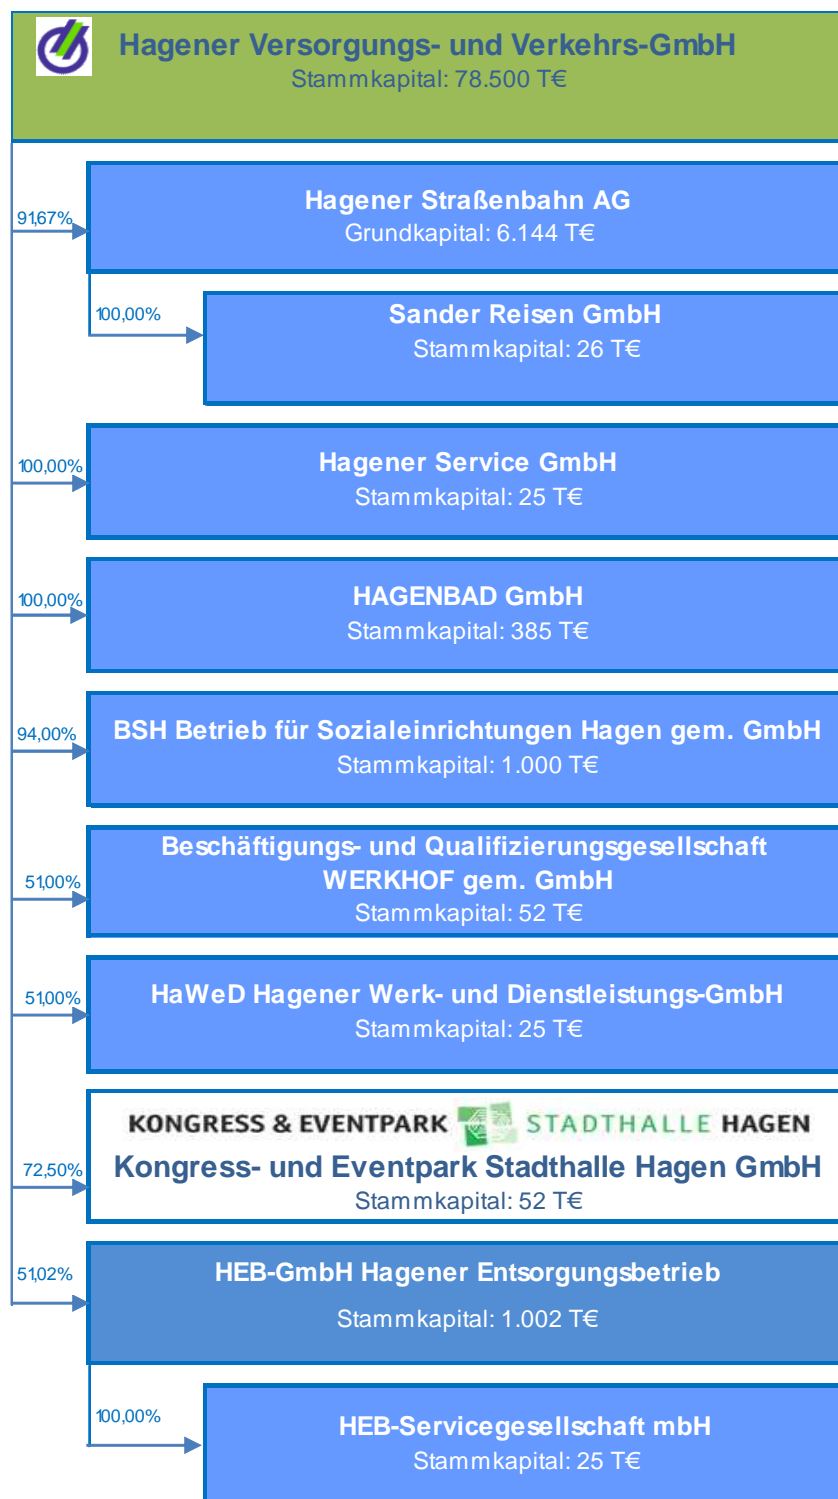 Hagener Versorgungs- und Verkehrs-GmbH
Stammkapital: 78.500 T€
91,67%
Hagener Straßenbahn AG
Grundkapital: 6.144 T€
100,00%
Sander Reisen GmbH
Stammkapital: 26 T€
100,00%
Hagener Service GmbH
Stammkapital: 25 T€
100,00%
HAGENBAD GmbH
Stammkapital: 385 T€
94,00%
BSH Betrieb für Sozialeinrichtungen Hagen gem. GmbH
Stammkapital: 1.000 T€
51,00%
Beschäftigungs- und Qualifizierungsgesellschaft
WERKHOF gem. GmbH
Stammkapital: 52 T€
51,00%
HaWeD Hagener Werk- und Dienstleistungs-GmbH
Stammkapital: 25 T€
KONGRESS & EVENTPARK STADTHALLE HAGEN
72,50%
Kongress- und Eventpark Stadthalle Hagen GmbH
Stammkapital: 52 T€
51,02%
HEB-GmbH Hagener Entsorgungsbetrieb
Stammkapital: 1.002 T€
100,00%
HEB-Servicegesellschaft mbH
Stammkapital: 25 T€